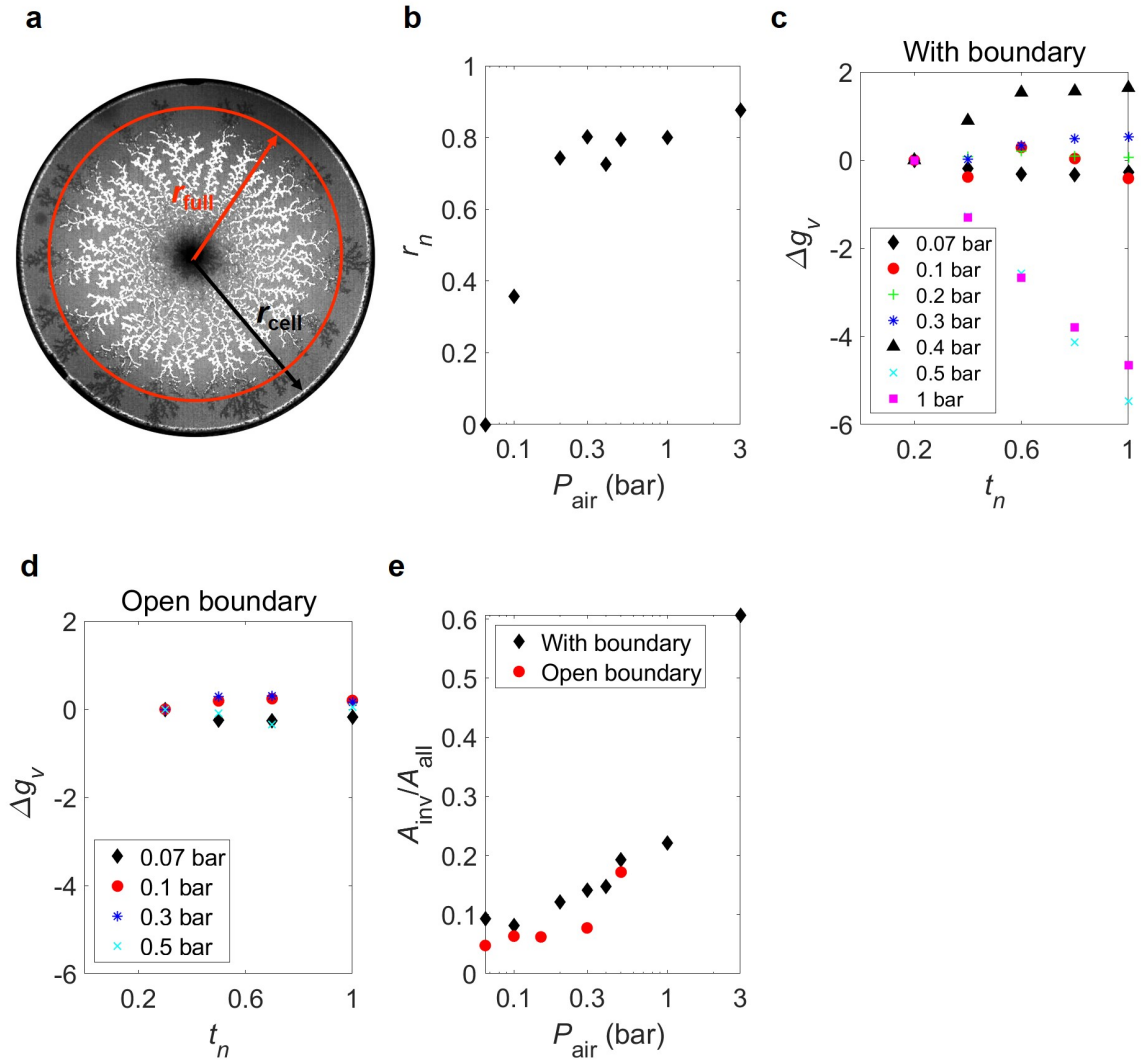 a
r_full
r_cell
b
1
0.8
0.6
0.4
0.2
0
r_n
0.1
0.3
1
3
P_air (bar)
c
With boundary
2
0
-2
-4
-6
Δg_v
0.07 bar
0.1 bar
0.2 bar
0.3 bar
0.4 bar
0.5 bar
1 bar
0.2
0.6
1
t_n
d
Open boundary
2
0
-2
-4
-6
Δg_v
0.07 bar
0.1 bar
0.3 bar
0.5 bar
0.2
0.6
1
t_n
e
0.6
0.5
0.4
0.3
0.2
0.1
0
A_inv/A_all
With boundary
Open boundary
0.1
0.3
1
3
P_air (bar)